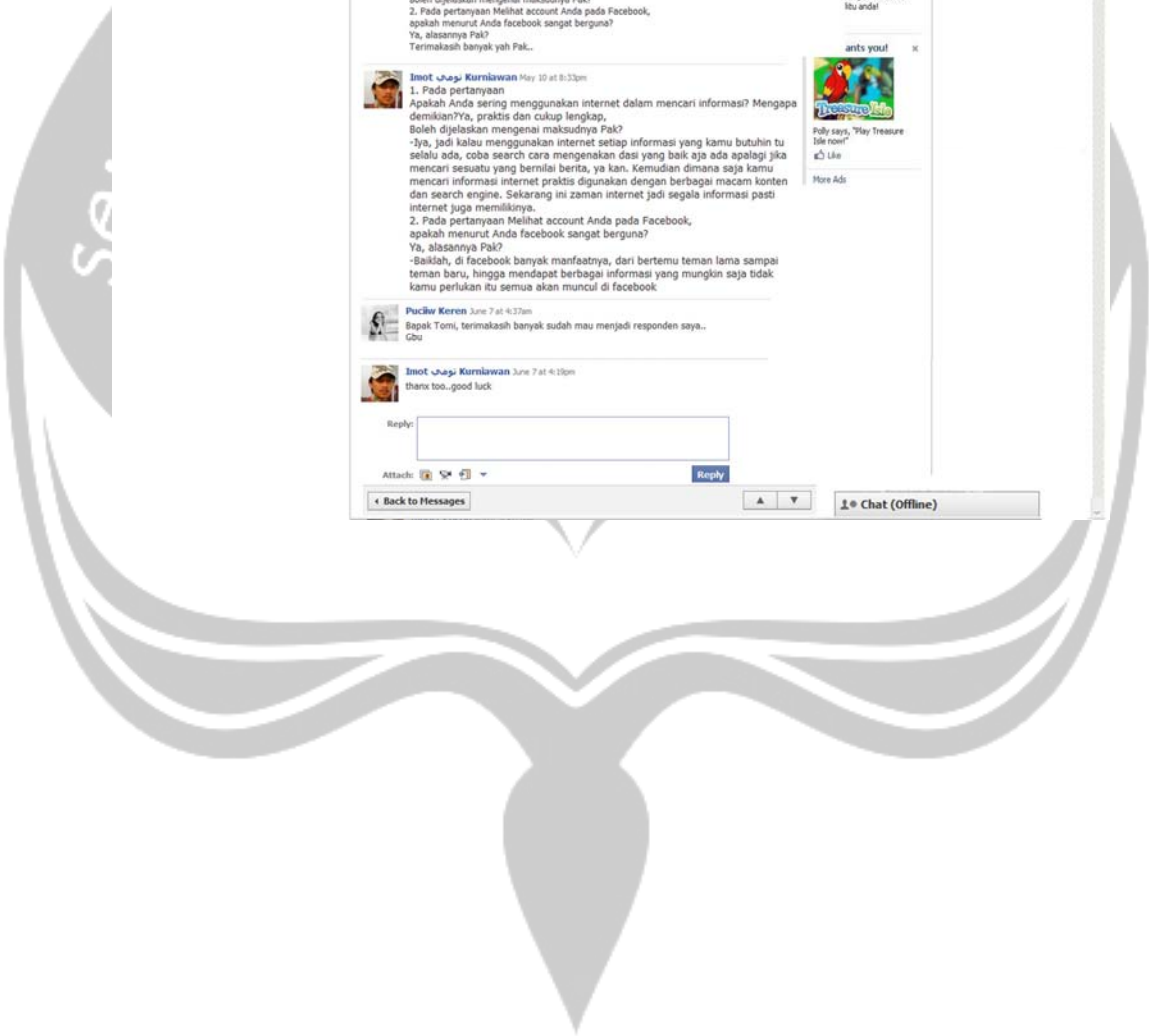 Boleh dijelaskan mengenai maksudnya Pak?
2. Pada pertanyaan Melihat account Anda pada Facebook,
apakah menurut Anda facebook sangat berguna?
Ya, alasannya Pak?
Terimakasih banyak yah Pak..
Imot تومي Kurniawan May 10 at 8:33pm
1. Pada pertanyaan
Apakah Anda sering menggunakan internet dalam mencari informasi? Mengapa
demikian?Ya, praktis dan cukup lengkap,
Boleh dijelaskan mengenai maksudnya Pak?
-Iya, jadi kalau menggunakan internet setiap informasi yang kamu butuhin tu
selalu ada, coba search cara mengenakan dasi yang baik aja ada apalagi jika
mencari sesuatu yang bernilai berita, ya kan. Kemudian dimana saja kamu
mencari informasi internet praktis digunakan dengan berbagai macam konten
dan search engine. Sekarang ini zaman internet jadi segala informasi pasti
internet juga memilikinya.
2. Pada pertanyaan Melihat account Anda pada Facebook,
apakah menurut Anda facebook sangat berguna?
Ya, alasannya Pak?
-Baiklah, di facebook banyak manfaatnya, dari bertemu teman lama sampai
teman baru, hingga mendapat berbagai informasi yang mungkin saja tidak
kamu perlukan itu semua akan muncul di facebook
Puciiw Keren June 7 at 4:37am
Bapak Tomi, terimakasih banyak sudah mau menjadi responden saya..
Gbu
Imot تومي Kurniawan June 7 at 4:19pm
thanx too..good luck
Reply:
Attach:
Reply
Back to Messages
anda!
ants you! x
Treasure Isle
Polly says, "Play Treasure
Isle now!"
Like
More Ads
Chat (Offline)